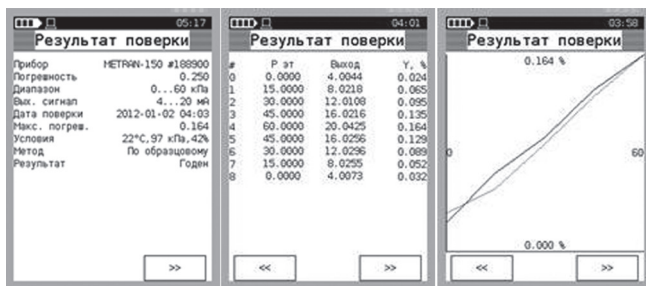 05:17
Результат поверки
Прибор METRAN-150 #188900
Погрешность 0.250
Диапазон 0...60 кПа
Вых. сигнал 4...20 мА
Дата поверки 2012-01-02 04:03
Макс. погреш. 0.164
Условия 22°C,97 кПа,42%
Метод По образцовому
Результат Годен
>>
04:01
Результат поверки
# P эт Выход Y, %
0 0.0000 4.0044 0.024
1 15.0000 8.0218 0.065
2 30.0000 12.0108 0.095
3 45.0000 16.0216 0.135
4 60.0000 20.0425 0.164
5 45.0000 16.0256 0.129
6 30.0000 12.0296 0.089
7 15.0000 8.0255 0.052
8 0.0000 4.0073 0.032
<< >>
03:58
Результат поверки
0.164 %
0 60
0.000 %
<< >>